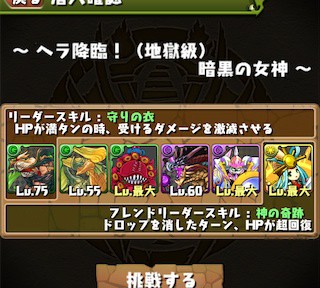 戻る 潜入確認
～ ヘラ降臨！（地獄級）
暗黒の女神 ～
リーダースキル：守りの衣
HPが満タンの時、受けるダメージを激減させる
Lv.75 Lv.55 Lv.最大 Lv.60 Lv.最大 Lv.最大
フレンドリーダースキル：神の奇跡
ドロップを消したターン、HPが超回復
挑戦する